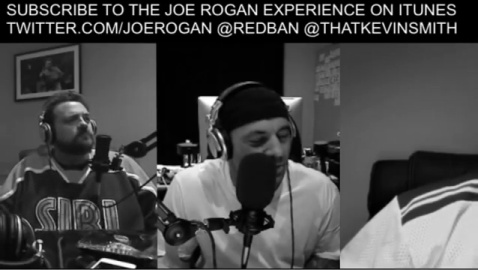 SUBSCRIBE TO THE JOE ROGAN EXPERIENCE ON ITUNES
TWITTER.COM/JOEROGAN @REDBAN @THATKEVINSMITH